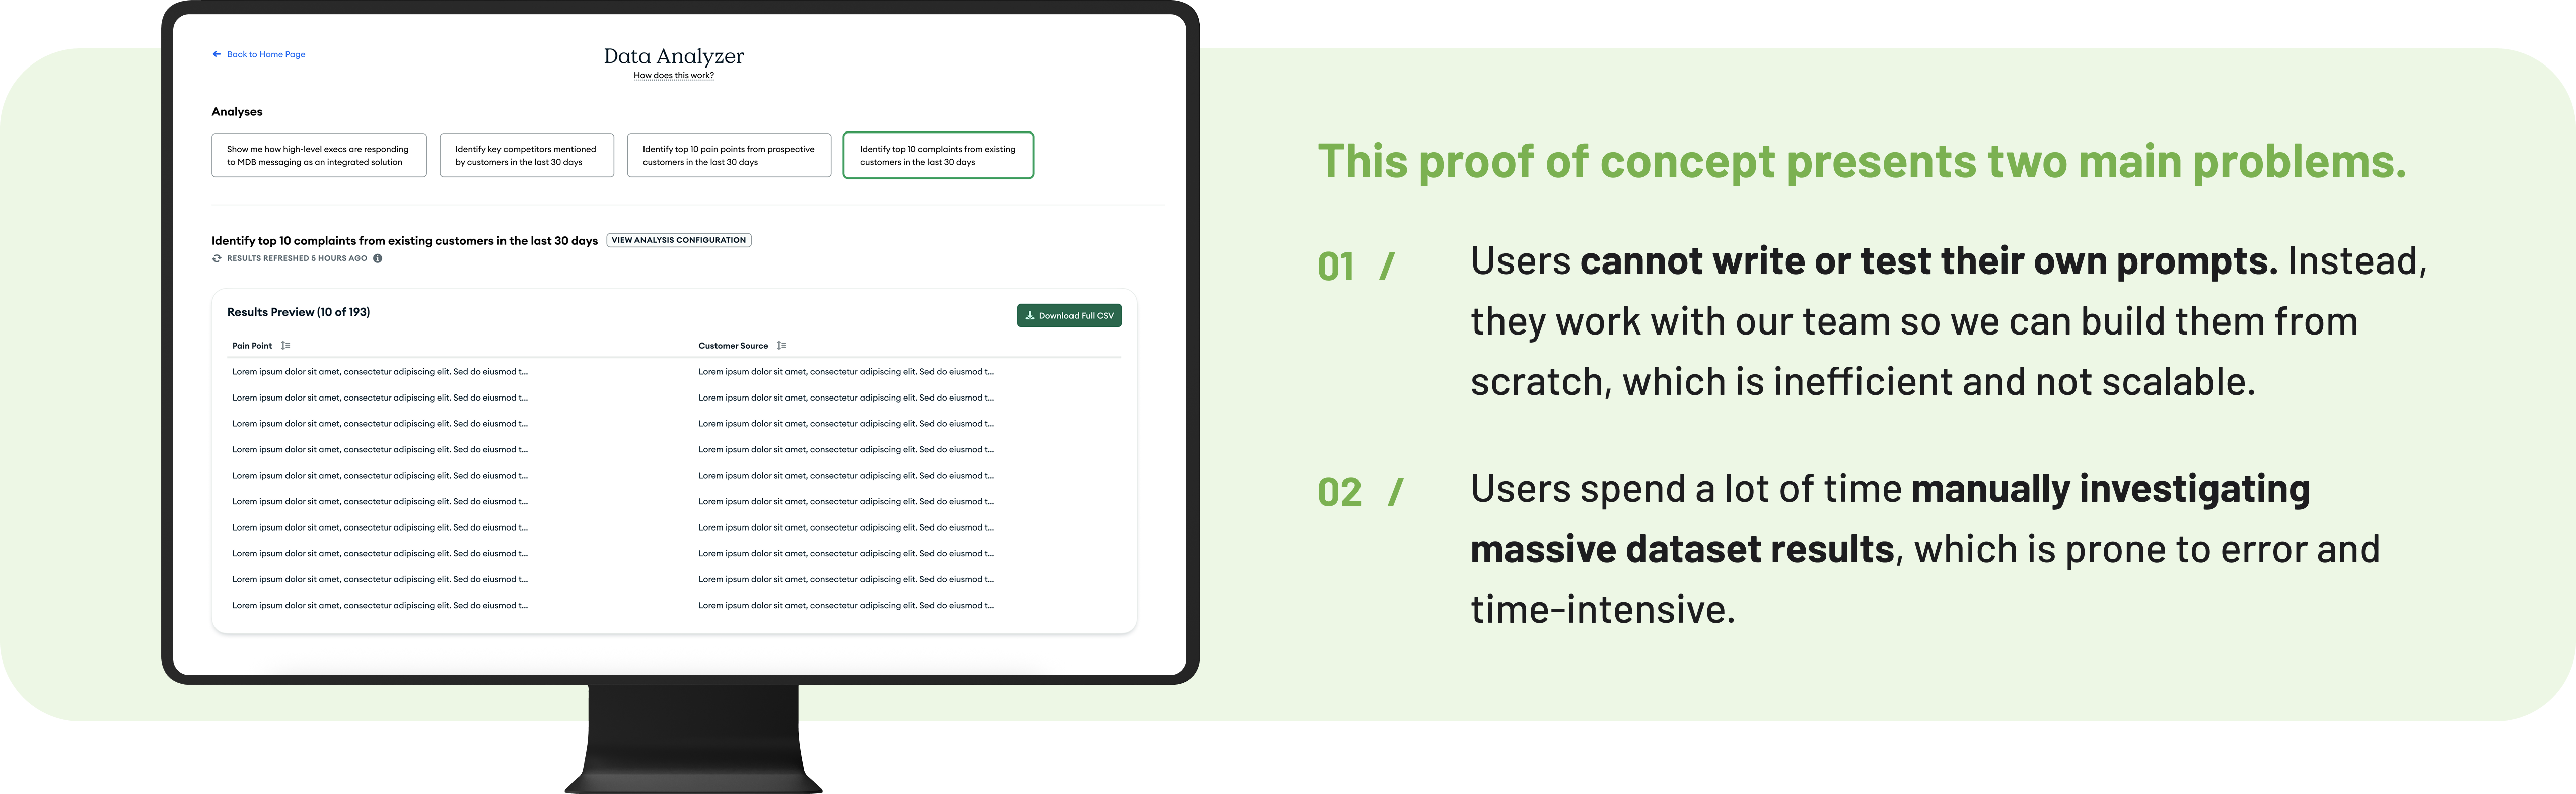 Back to Home Page
Data Analyzer
How does this work?
Analyses
Show me how high-level execs are responding
to MDB messaging as an integrated solution
Identify key competitors mentioned
by customers in the last 30 days
Identify top 10 pain points from prospective
customers in the last 30 days
Identify top 10 complaints from existing
customers in the last 30 days
Identify top 10 complaints from existing customers in the last 30 days VIEW ANALYSIS CONFIGURATION
RESULTS REFRESHED 5 HOURS AGO
Results Preview (10 of 193)
Download Full CSV
Pain Point Customer Source
Lorem ipsum dolor sit amet, consectetur adipiscing elit. Sed do eiusmod t... Lorem ipsum dolor sit amet, consectetur adipiscing elit. Sed do eiusmod t...
Lorem ipsum dolor sit amet, consectetur adipiscing elit. Sed do eiusmod t... Lorem ipsum dolor sit amet, consectetur adipiscing elit. Sed do eiusmod t...
Lorem ipsum dolor sit amet, consectetur adipiscing elit. Sed do eiusmod t... Lorem ipsum dolor sit amet, consectetur adipiscing elit. Sed do eiusmod t...
Lorem ipsum dolor sit amet, consectetur adipiscing elit. Sed do eiusmod t... Lorem ipsum dolor sit amet, consectetur adipiscing elit. Sed do eiusmod t...
Lorem ipsum dolor sit amet, consectetur adipiscing elit. Sed do eiusmod t... Lorem ipsum dolor sit amet, consectetur adipiscing elit. Sed do eiusmod t...
Lorem ipsum dolor sit amet, consectetur adipiscing elit. Sed do eiusmod t... Lorem ipsum dolor sit amet, consectetur adipiscing elit. Sed do eiusmod t...
Lorem ipsum dolor sit amet, consectetur adipiscing elit. Sed do eiusmod t... Lorem ipsum dolor sit amet, consectetur adipiscing elit. Sed do eiusmod t...
Lorem ipsum dolor sit amet, consectetur adipiscing elit. Sed do eiusmod t... Lorem ipsum dolor sit amet, consectetur adipiscing elit. Sed do eiusmod t...
Lorem ipsum dolor sit amet, consectetur adipiscing elit. Sed do eiusmod t... Lorem ipsum dolor sit amet, consectetur adipiscing elit. Sed do eiusmod t...
Lorem ipsum dolor sit amet, consectetur adipiscing elit. Sed do eiusmod t... Lorem ipsum dolor sit amet, consectetur adipiscing elit. Sed do eiusmod t...
This proof of concept presents two main problems.
01 / Users cannot write or test their own prompts. Instead,
they work with our team so we can build them from
scratch, which is inefficient and not scalable.
02 / Users spend a lot of time manually investigating
massive dataset results, which is prone to error and
time-intensive.